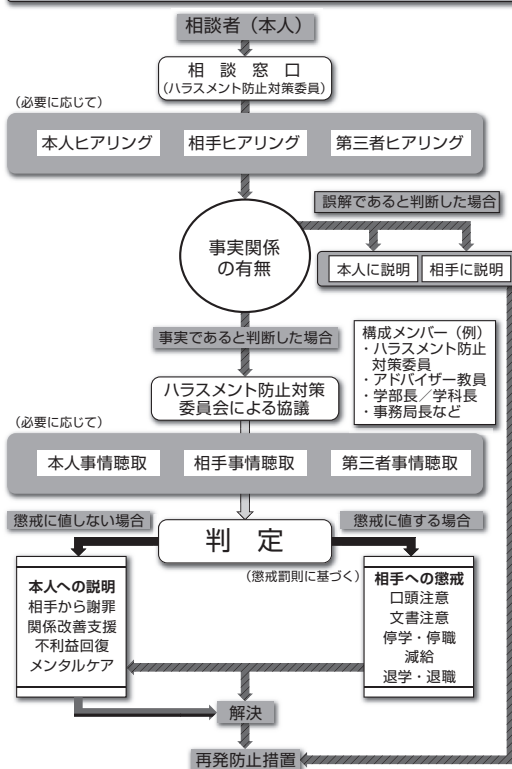 相談者（本人）
相談窓口
（ハラスメント防止対策委員）
（必要に応じて）
本人ヒアリング
相手ヒアリング
第三者ヒアリング
誤解であると判断した場合
事実関係
の有無
本人に説明
相手に説明
事実であると判断した場合
構成メンバー（例）
・ハラスメント防止
対策委員
・アドバイザー教員
・学部長／学科長
・事務局長など
ハラスメント防止対策
委員会による協議
（必要に応じて）
本人事情聴取
相手事情聴取
第三者事情聴取
懲戒に値しない場合
判定
懲戒に値する場合
（懲戒罰則に基づく）
本人への説明
相手から謝罪
関係改善支援
不利益回復
メンタルケア
相手への懲戒
口頭注意
文書注意
停学・停職
減給
退学・退職
解決
再発防止措置